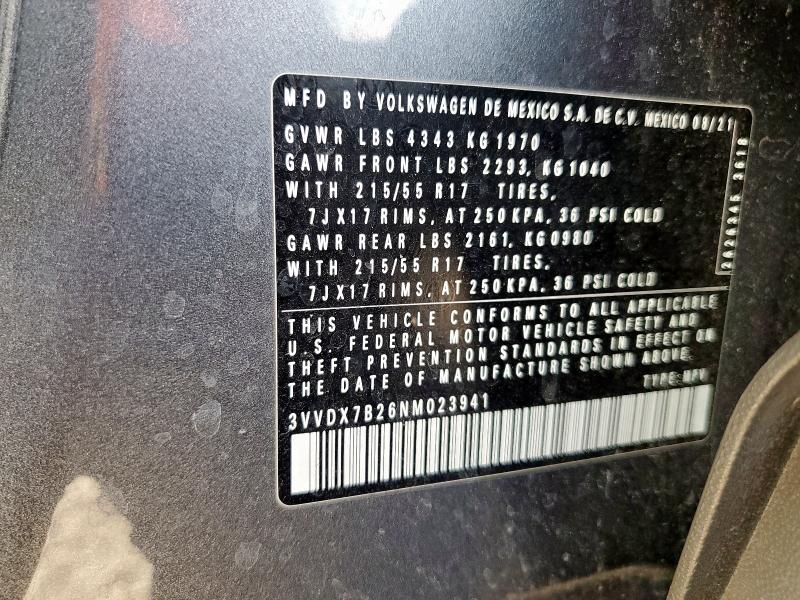 MFD BY VOLKSWAGEN DE MEXICO S.A. DE C.V. MEXICO 08/21
GVWR LBS 4343 KG 1970
GAWR FRONT LBS 2293, KG 1040
WITH 215/55 R17 TIRES,
7JX17 RIMS, AT 250 KPA, 36 PSI COLD
GAWR REAR LBS 2161, KG 0980
WITH 215/55 R17 TIRES.
7JX17 RIMS, AT 250 KPA, 36 PSI COLD
THIS VEHICLE CONFORMS TO ALL APPLICABLE
U.S. FEDERAL MOTOR VEHICLE SAFETY AND
THEFT PREVENTION STANDARDS IN EFFECT ON
THE DATE OF MANUFACTURE SHOWN ABOVE
TYPE: MPV
3VVDX7B26NM023941